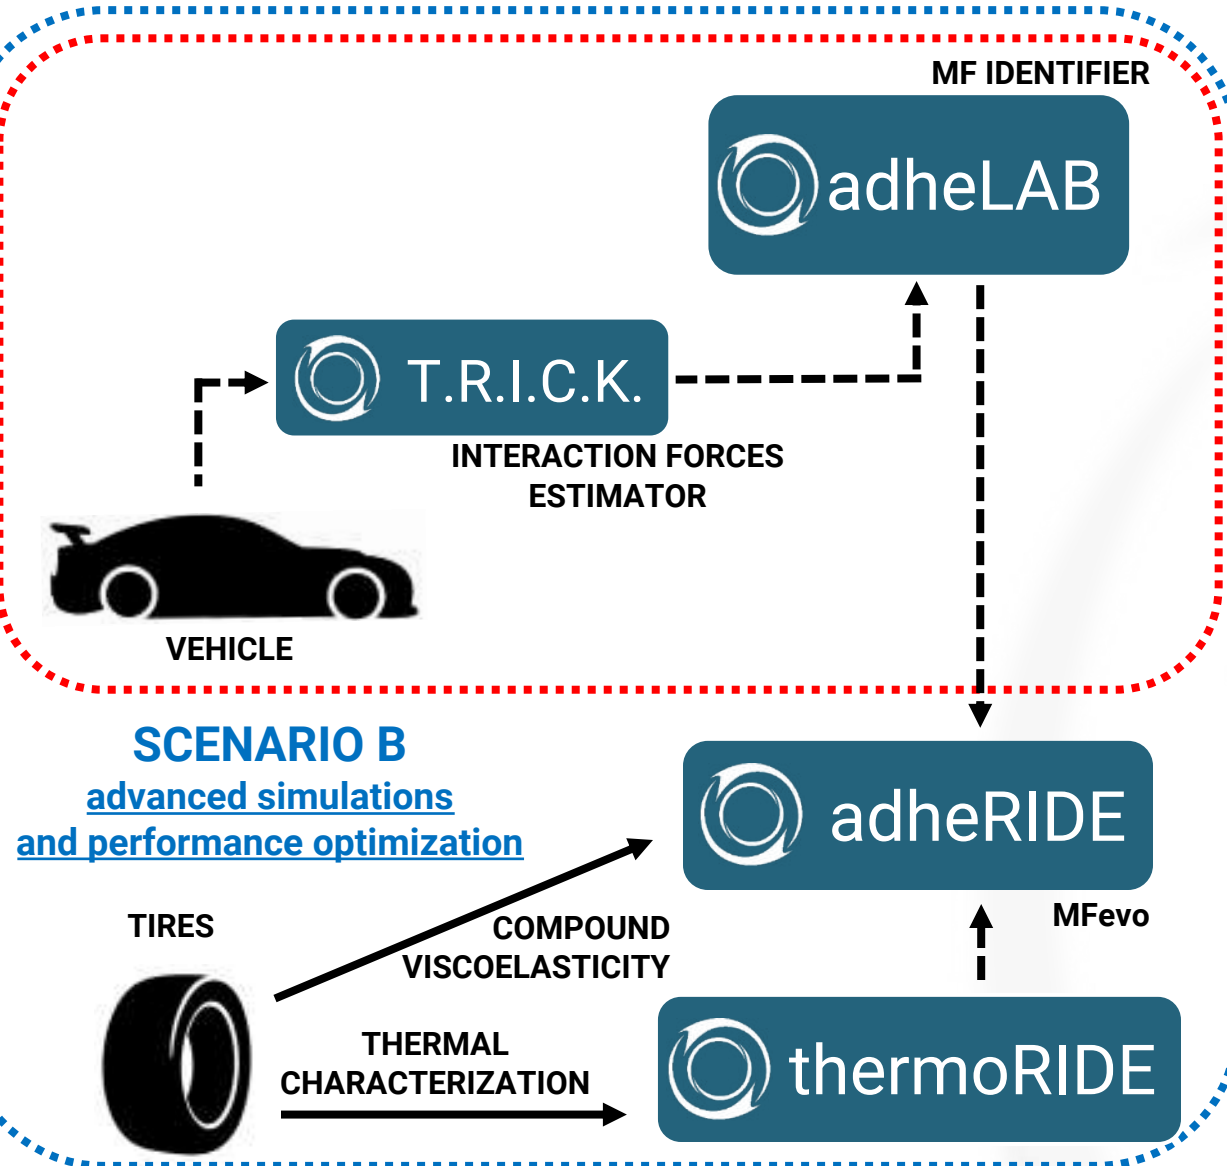 MF IDENTIFIER
adheLAB
T.R.I.C.K.
INTERACTION FORCES
ESTIMATOR
VEHICLE
SCENARIO B
advanced simulations
and performance optimization
adheRIDE
MFevo
TIRES
COMPOUND
VISCOELASTICITY
THERMAL
CHARACTERIZATION
thermoRIDE